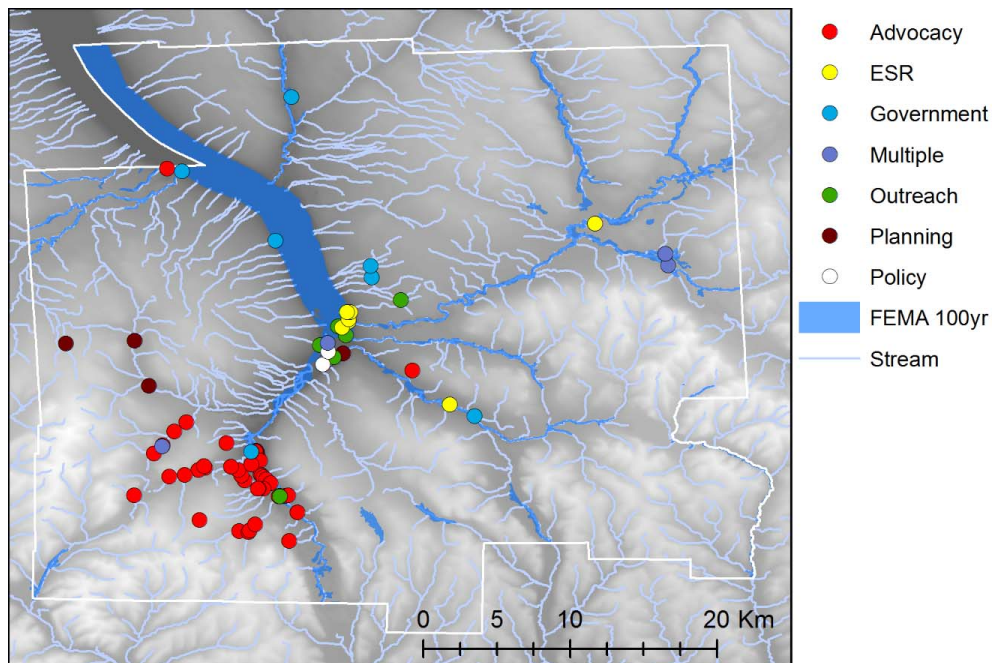 Advocacy
ESR
Government
Multiple
Outreach
Planning
Policy
FEMA 100yr
Stream
0 5 10 20 Km